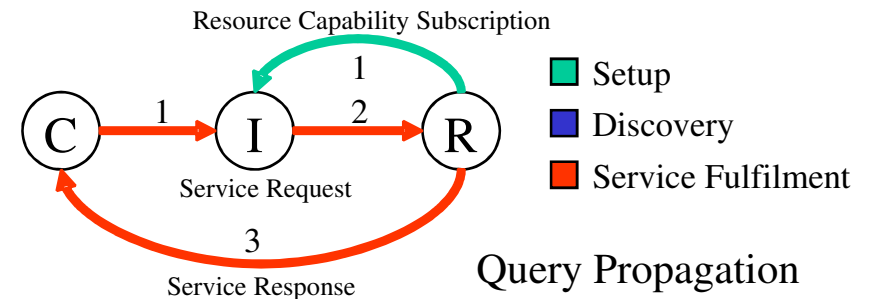 Resource Capability Subscription
1
Setup
1
2
C
I
R
Discovery
Service Request
Service Fulfilment
3
Service Response
Query Propagation